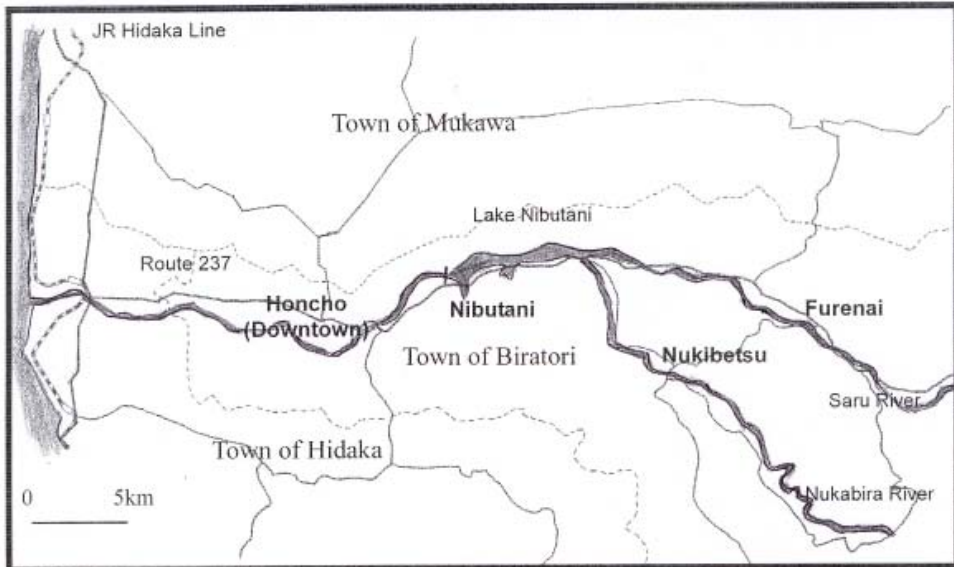 JR Hidaka Line
Town of Mukawa
Lake Nibutani
Route 237
Honcho
(Downtown)
Nibutani
Furenai
Town of Biratori
Nukibetsu
Saru River
Town of Hidaka
Nukabira River
0 5km